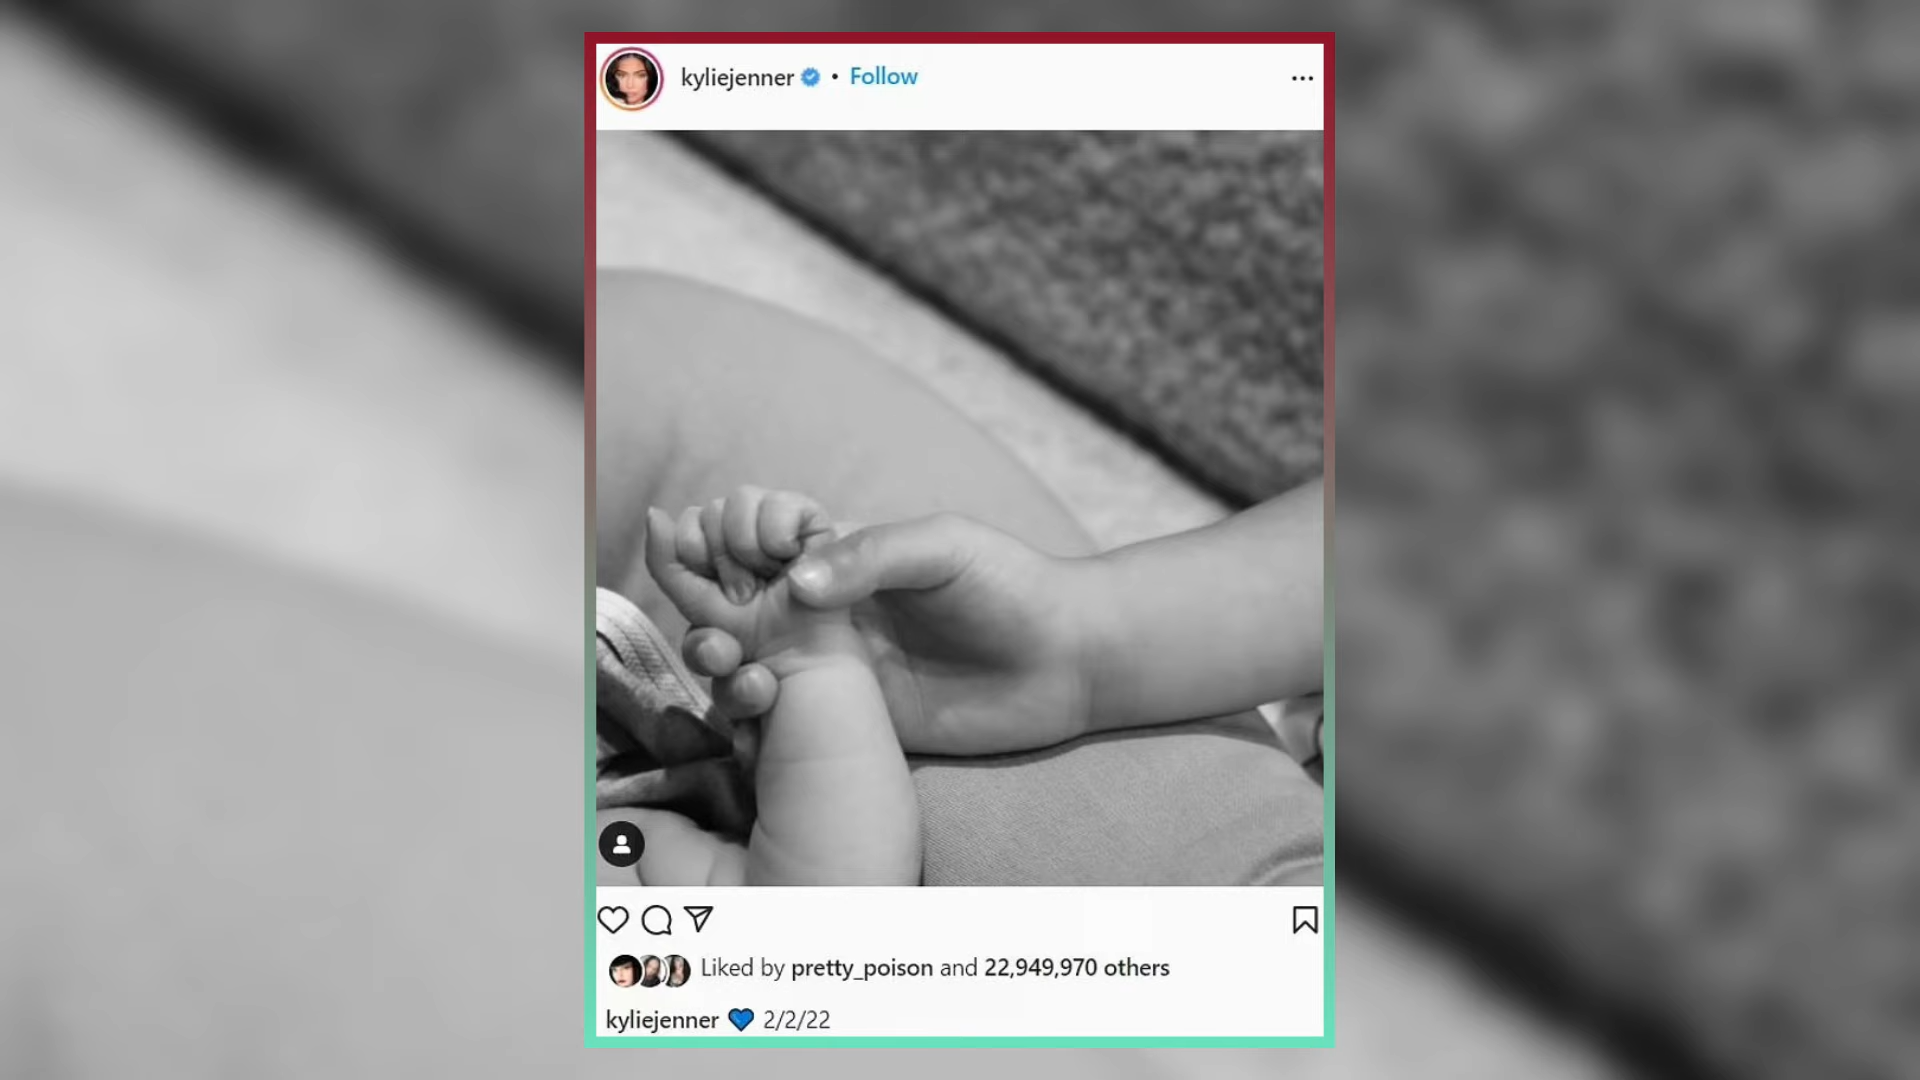 kyliejenner • Follow
Liked by pretty_poison and 22,949,970 others
kyliejenner 💙 2/2/22